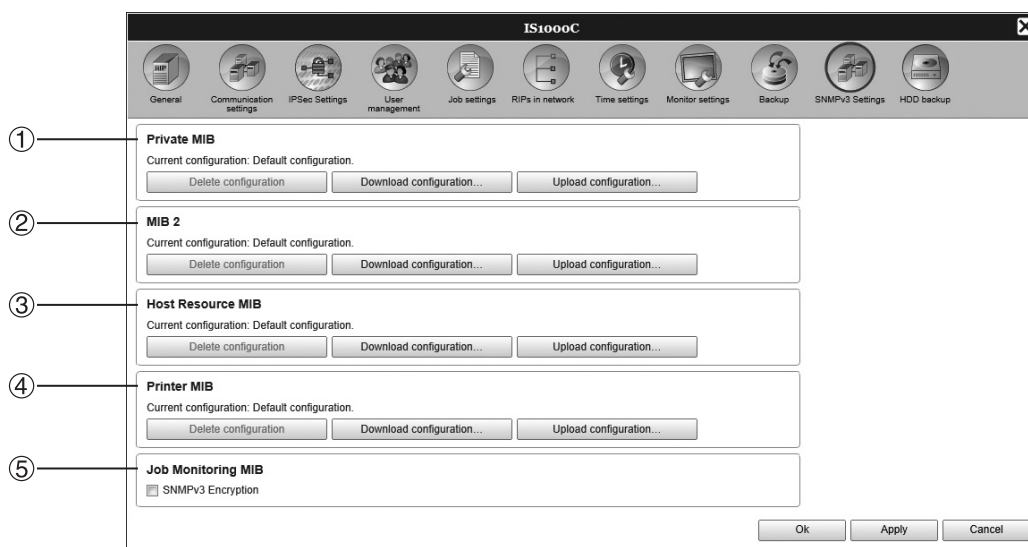 IS1000C
General
Communication
settings
IPSec Settings
User
management
Job settings
RIPs in network
Time settings
Monitor settings
Backup
SNMPv3 Settings
HDD backup
① Private MIB
Current configuration: Default configuration.
Delete configuration Download configuration... Upload configuration...
② MIB 2
Current configuration: Default configuration.
Delete configuration Download configuration... Upload configuration...
③ Host Resource MIB
Current configuration: Default configuration.
Delete configuration Download configuration... Upload configuration...
④ Printer MIB
Current configuration: Default configuration.
Delete configuration Download configuration... Upload configuration...
⑤ Job Monitoring MIB
SNMPv3 Encryption
Ok Apply Cancel